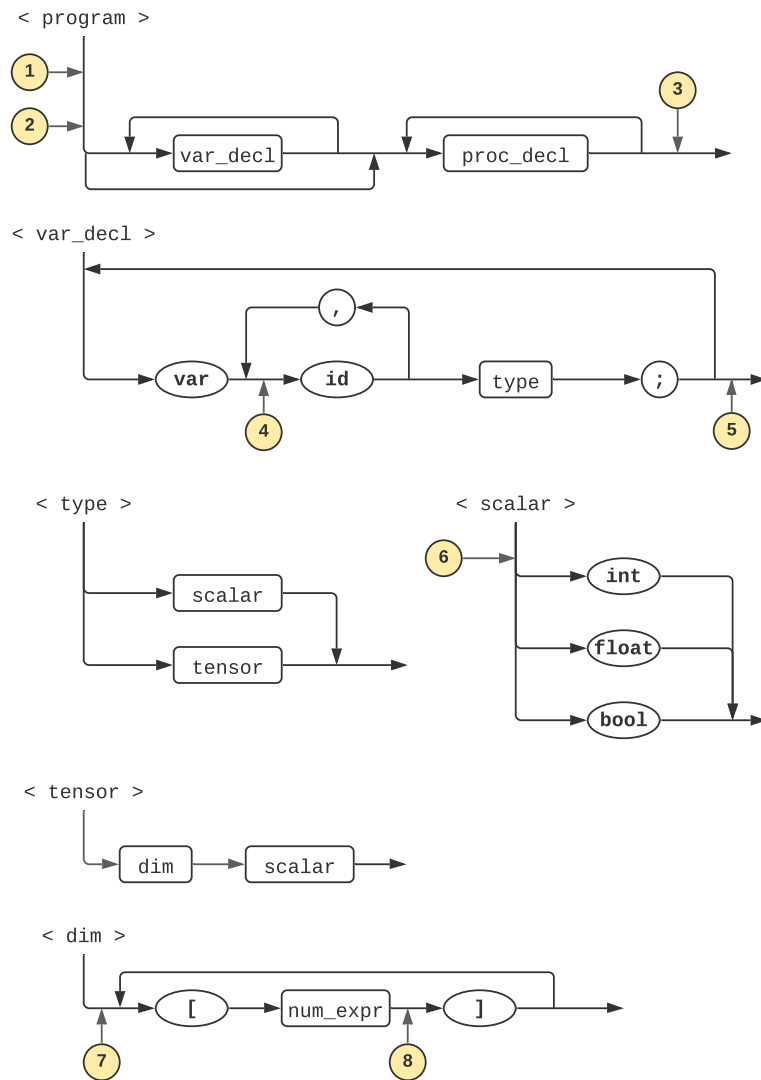 < program >
1
2
3
var_decl
proc_decl
< var_decl >
,
var
id
type
;
4
5
< type >
scalar
tensor
< scalar >
6
int
float
bool
< tensor >
dim
scalar
< dim >
[
num_expr
]
7
8